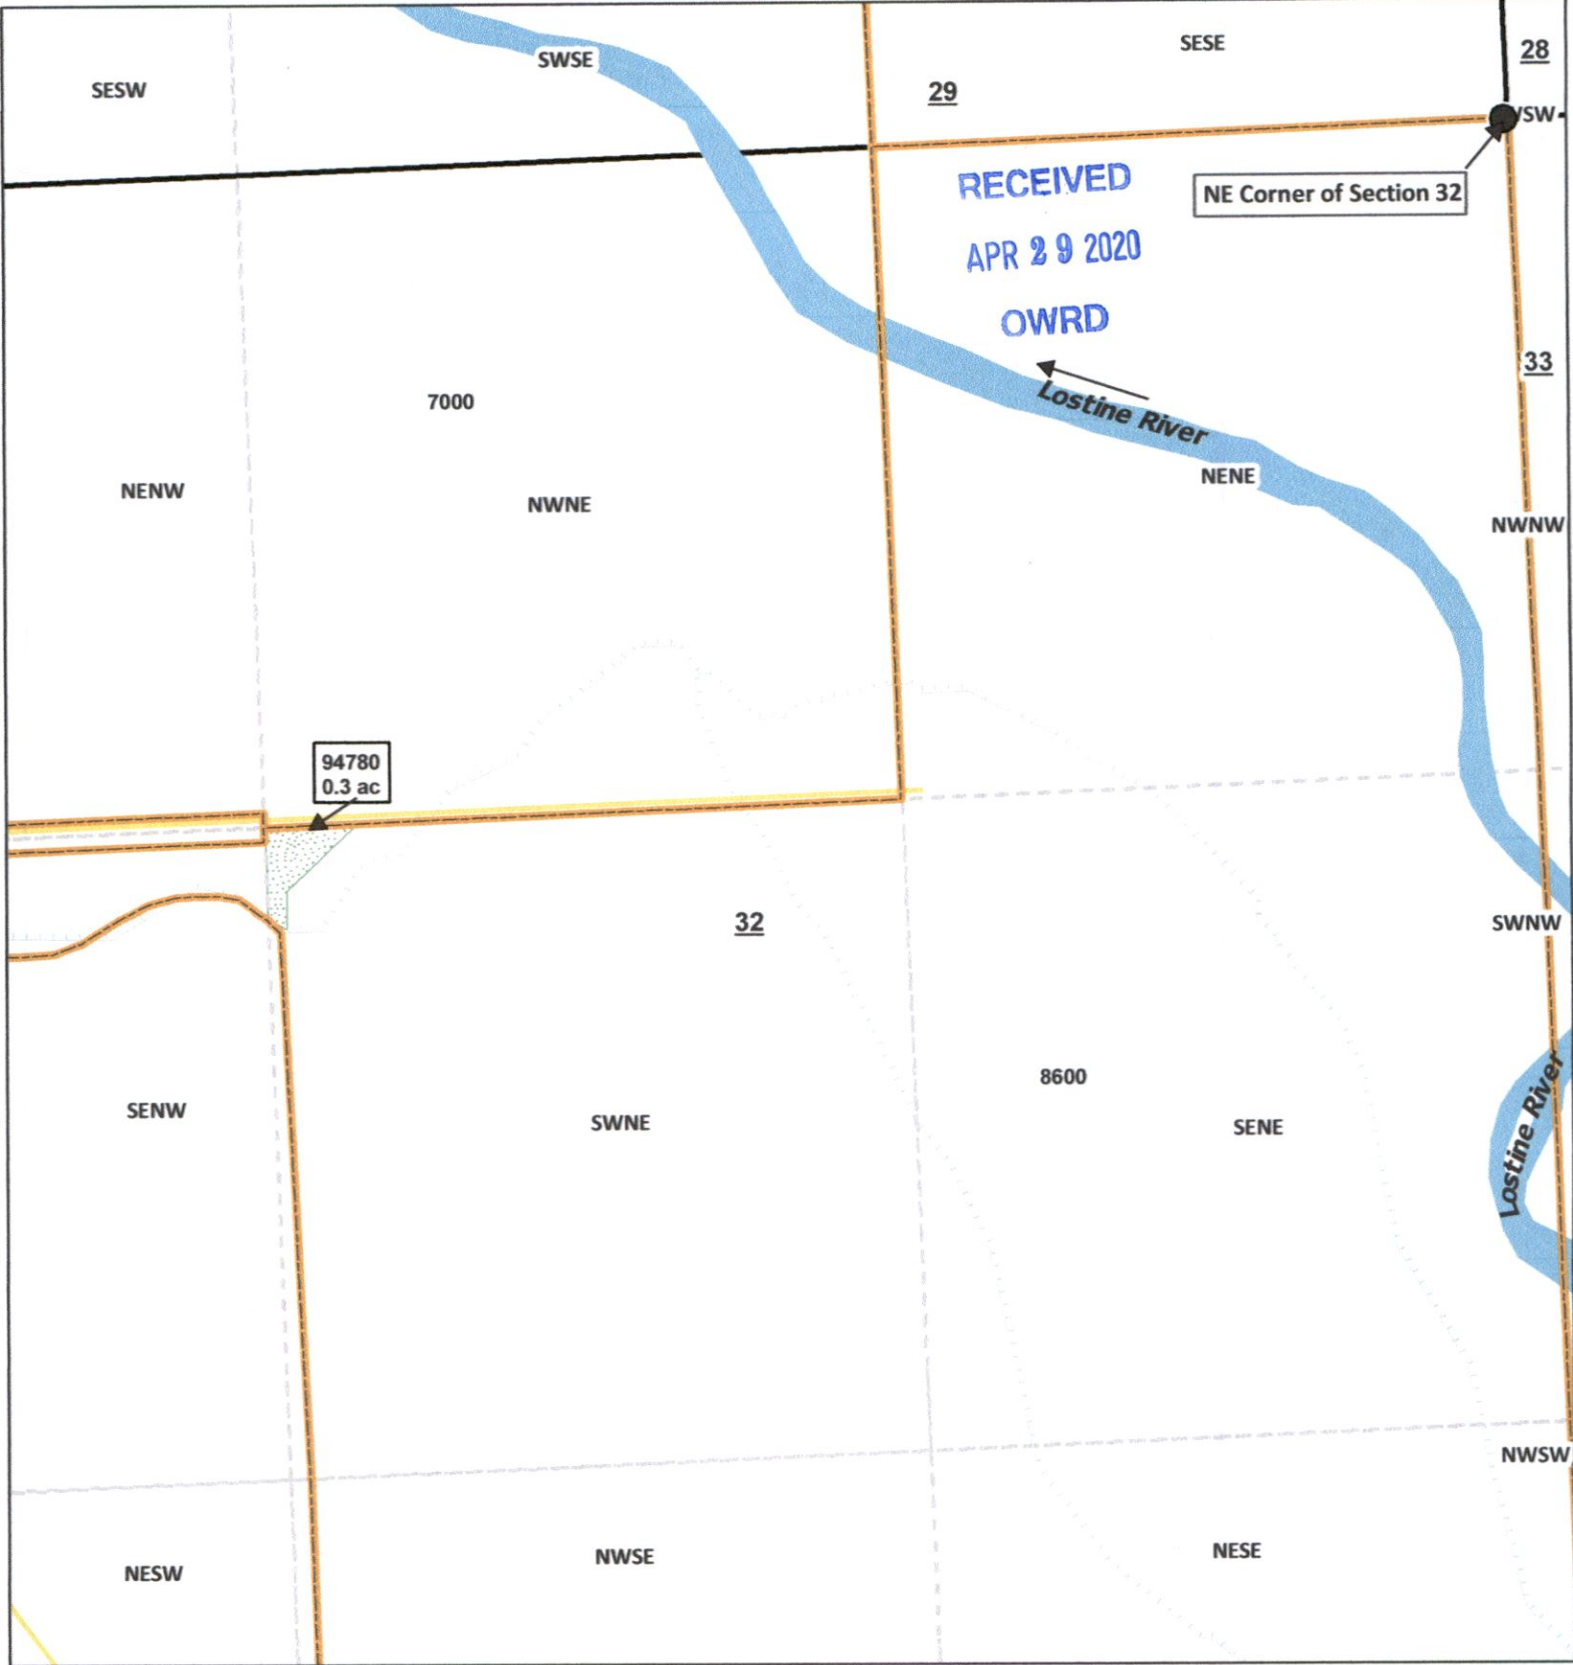 SESE
28
SWSE
SESW
29
RECEIVED
NE Corner of Section 32
APR 29 2020
OWRD
33
7000
Lostine River
NENE
NENW
NWNE
NWNW
94780
0.3 ac
32
SWNW
8600
SENW
SWNE
SENE
Lostine River
NWSW
NESW
NWSE
NESE